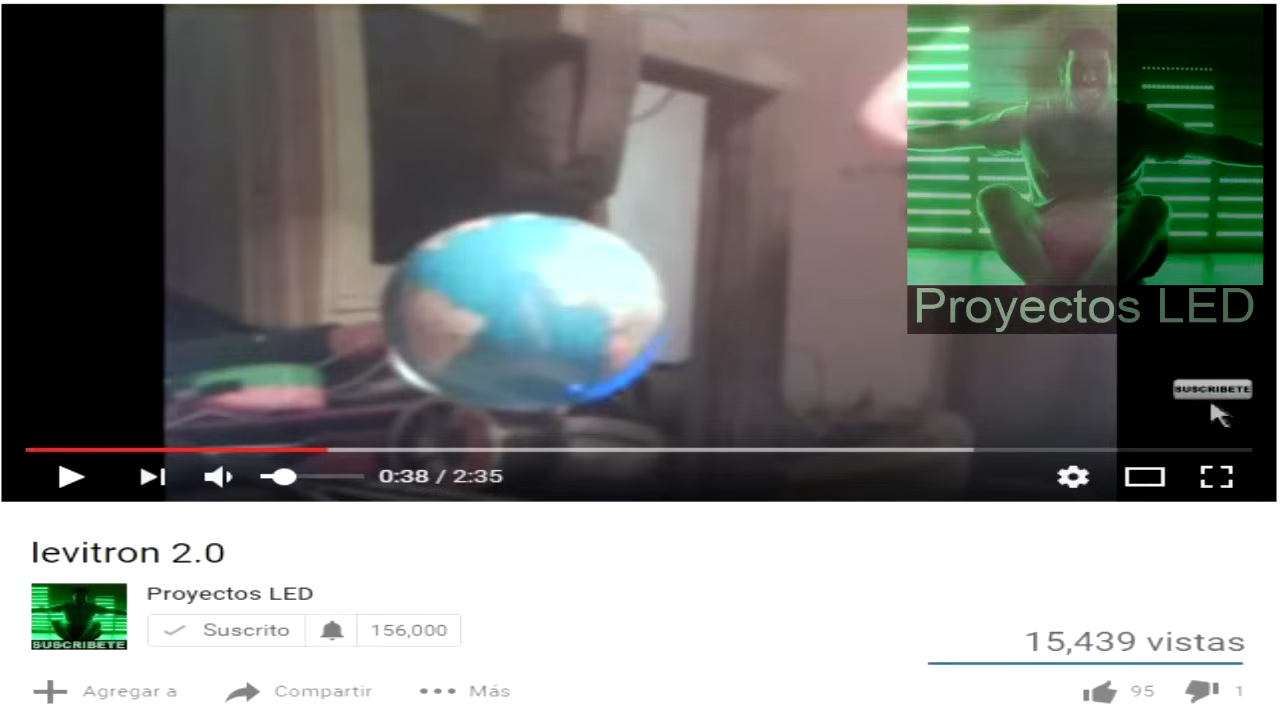 Proyectos LED
SUSCRIBETE
0:38 / 2:35
levitron 2.0
Proyectos LED
Suscrito 156,000
SUSCRIBETE
15,439 vistas
Agregar a Compartir Más 95 1